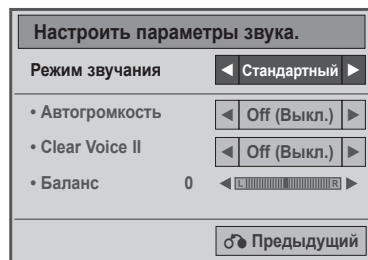 Настроить параметры звука.
Режим звучания ◄ Стандартный ►
• Автогромкость ◄ Off (Выкл.) ►
• Clear Voice II ◄ Off (Выкл.) ►
• Баланс 0 ◄ L R ►
Предыдущий